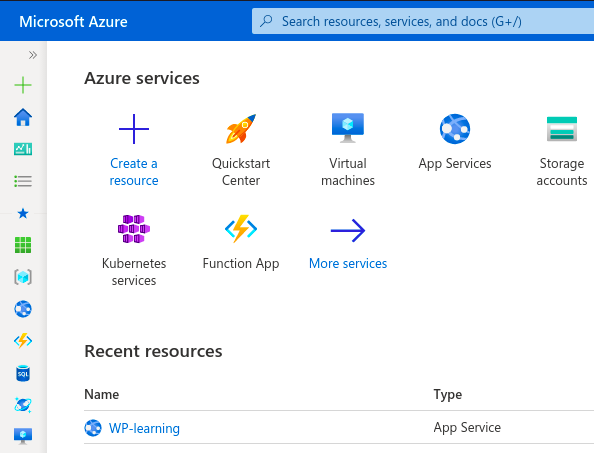 Microsoft Azure
Search resources, services, and docs (G+/)
Azure services
Create a
resource
Quickstart
Center
Virtual
machines
App Services
Storage
accounts
Kubernetes
services
Function App
More services
Recent resources
Name Type
WP-learning App Service
SQL